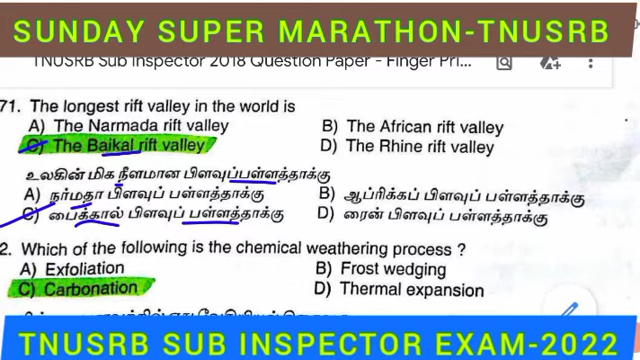 SUNDAY SUPER MARATHON-TNUSRB
TNUSRB Sub Inspector 2018 Question Paper - Finger Pri...
71. The longest rift valley in the world is
A) The Narmada rift valley B) The African rift valley
C) The Baikal rift valley D) The Rhine rift valley
உலகின் மிக நீளமான பிளவுப்பள்ளத்தாக்கு
A) நர்மதா பிளவுப் பள்ளத்தாக்கு B) ஆப்ரிக்கப் பிளவுப் பள்ளத்தாக்கு
C) பைக்கால் பிளவுப் பள்ளத்தாக்கு D) ரைன் பிளவுப் பள்ளத்தாக்கு
2. Which of the following is the chemical weathering process ?
A) Exfoliation B) Frost wedging
C) Carbonation D) Thermal expansion
TNUSRB SUB INSPECTOR EXAM-2022